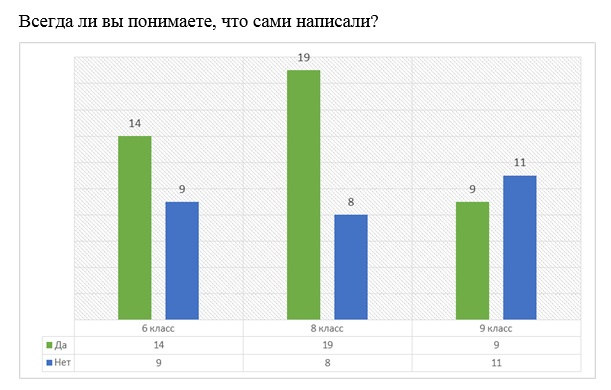 Всегда ли вы понимаете, что сами написали?
19
14
11
9
9
8
6 класс 8 класс 9 класс
Да 14 19 9
Нет 9 8 11